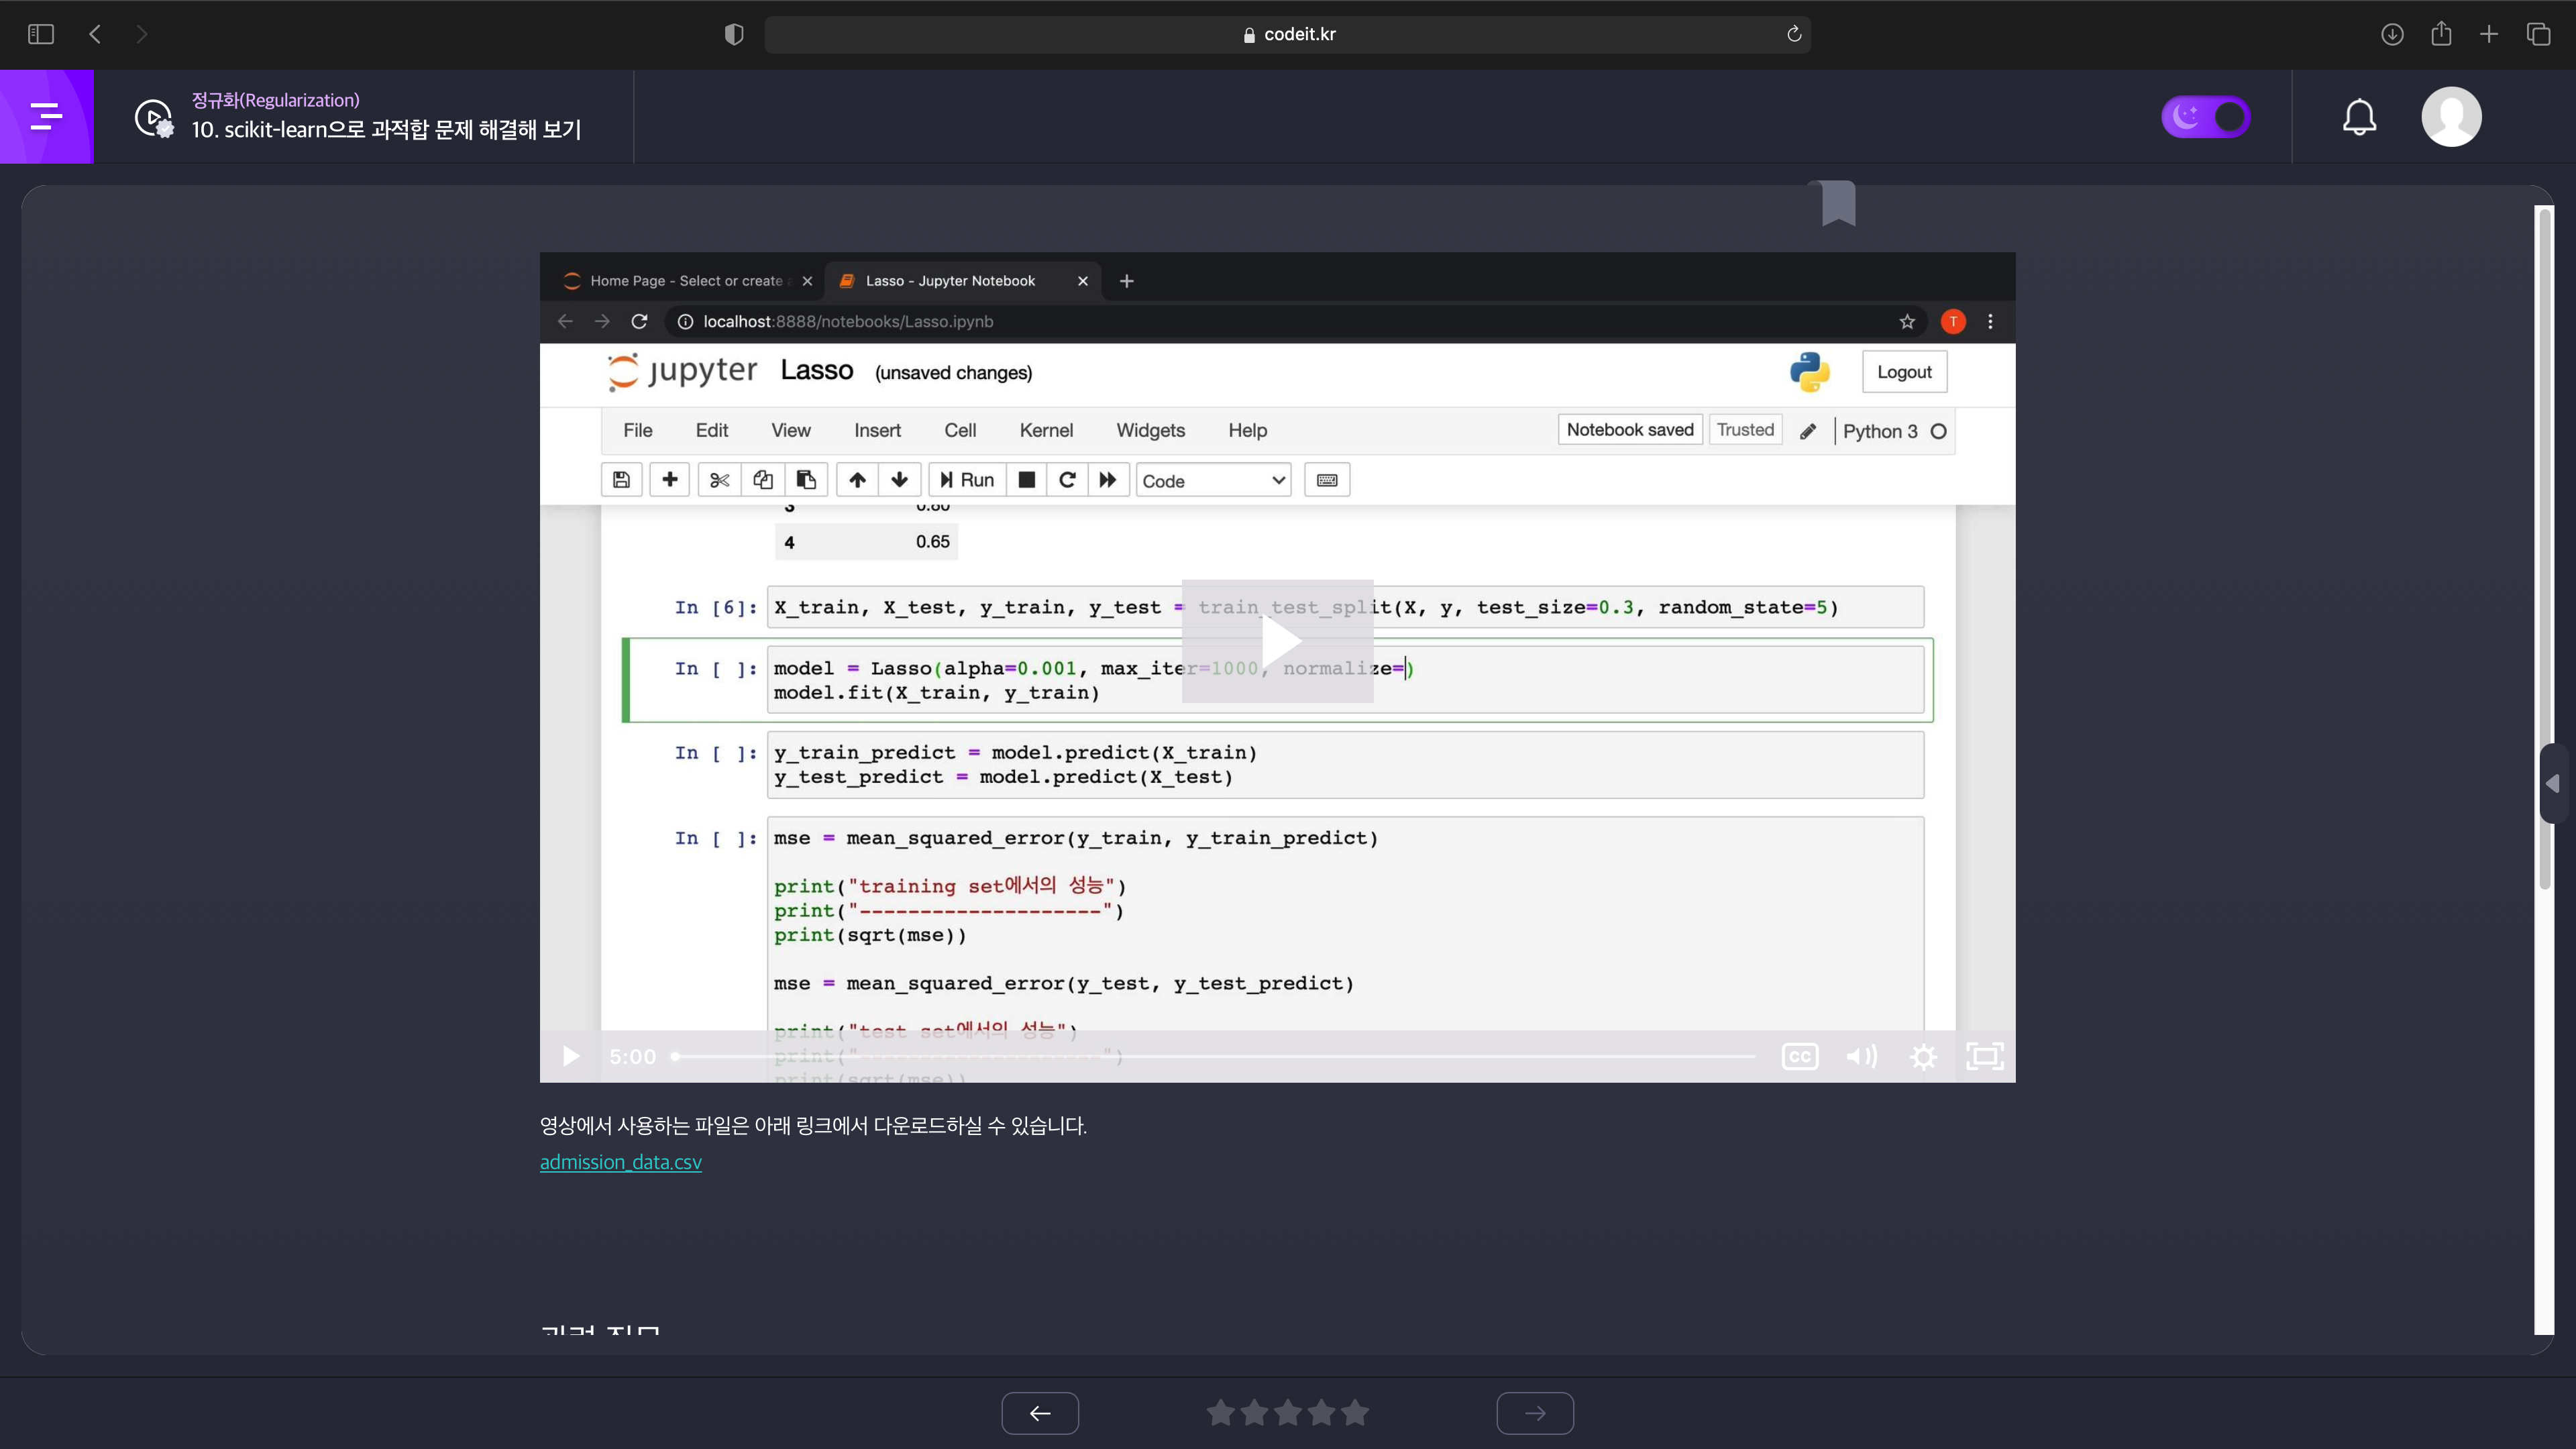 codeit.kr
정규화(Regularization)
10. scikit-learn으로 과적합 문제 해결해 보기
Home Page - Select or create a
Lasso - Jupyter Notebook
localhost:8888/notebooks/Lasso.ipynb
T
jupyter Lasso (unsaved changes)
Logout
File Edit View Insert Cell Kernel Widgets Help
Notebook saved Trusted Python 3
Run Code
3 0.80
4 0.65
In [6]: X_train, X_test, y_train, y_test = train_test_split(X, y, test_size=0.3, random_state=5)
In [ ]: model = Lasso(alpha=0.001, max_iter=1000, normalize=)
model.fit(X_train, y_train)
In [ ]: y_train_predict = model.predict(X_train)
y_test_predict = model.predict(X_test)
In [ ]: mse = mean_squared_error(y_train, y_train_predict)
print("training set에서의 성능")
print("--------------------")
print(sqrt(mse))
mse = mean_squared_error(y_test, y_test_predict)
print("test set에서의 성능")
print("--------------------")
print(sqrt(mse))
5:00
CC
영상에서 사용하는 파일은 아래 링크에서 다운로드하실 수 있습니다.
admission_data.csv